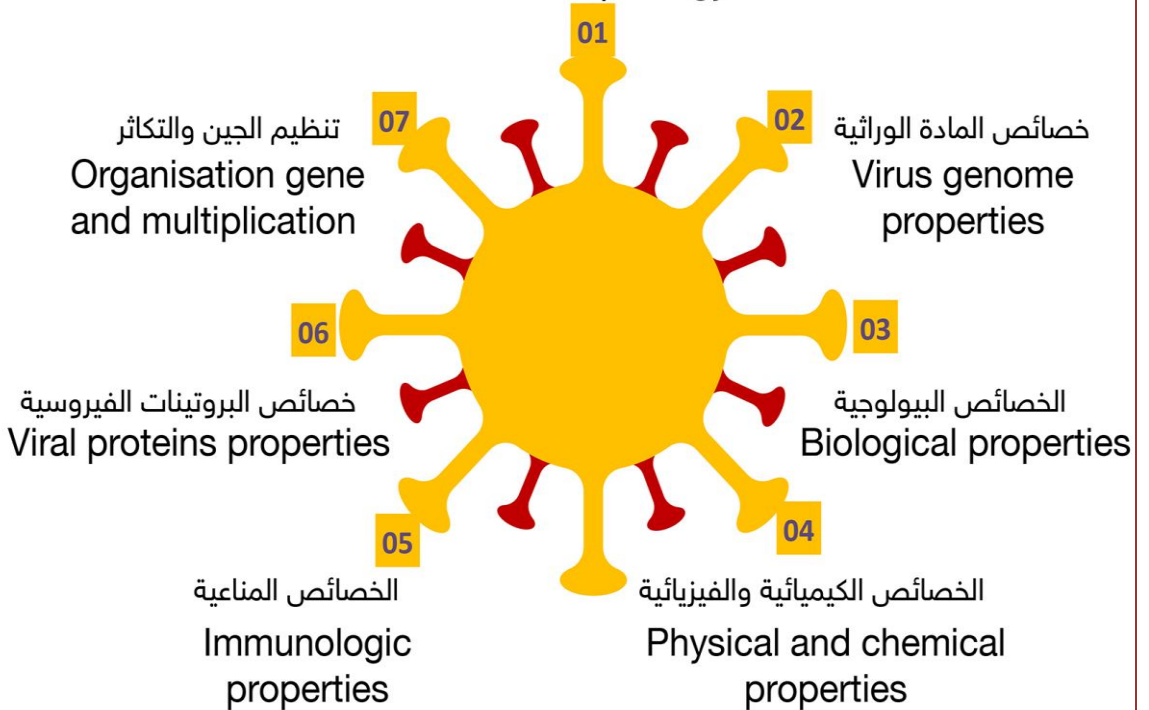 01
02
خصائص المادة الوراثية
Virus genome
properties
03
الخصائص البيولوجية
Biological properties
04
الخصائص الكيميائية والفيزيائية
Physical and chemical
properties
05
الخصائص المناعية
Immunologic
properties
06
خصائص البروتينات الفيروسية
Viral proteins properties
07
تنظيم الجين والتكاثر
Organisation gene
and multiplication